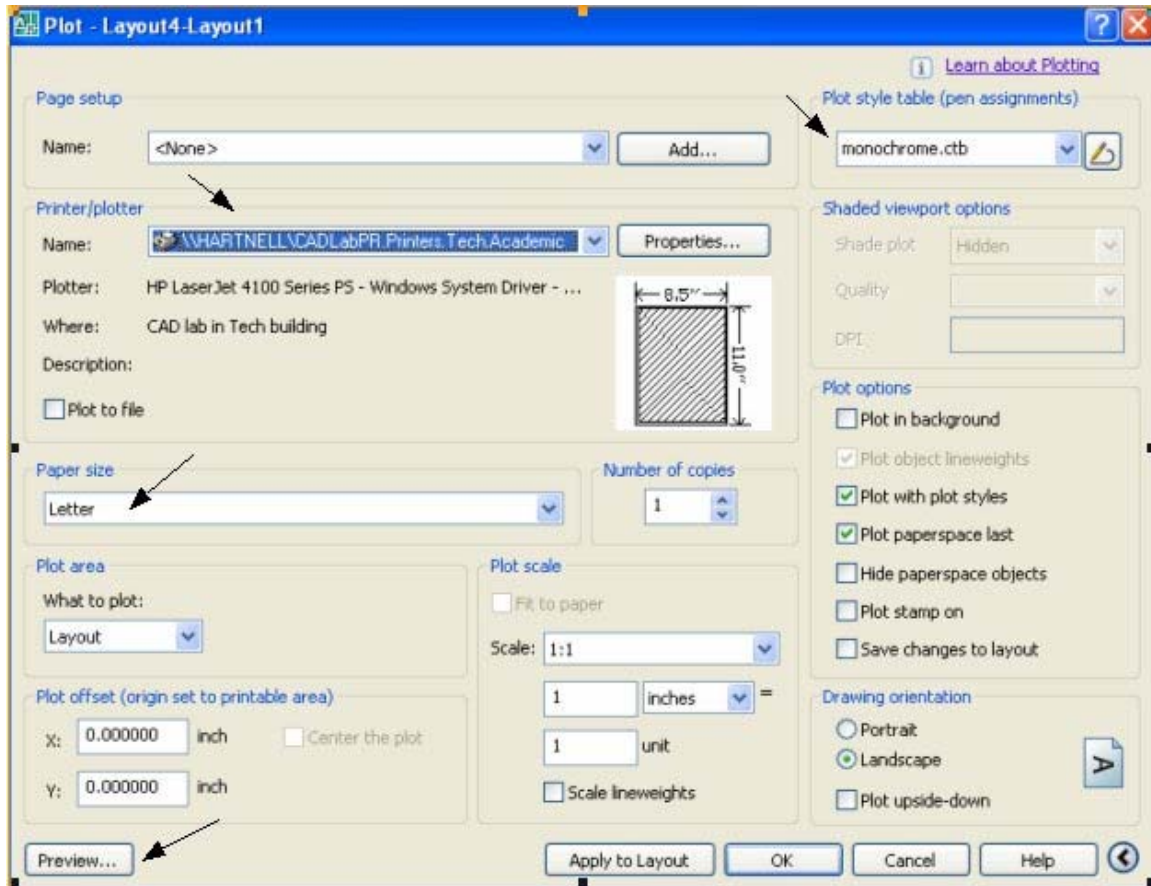 Plot - Layout4-Layout1
Learn about Plotting
Page setup
Name: <None> Add...
Plot style table (pen assignments)
monochrome.ctb
Printer/plotter
Name: \\HARTNELL\CADLabPR.Printers.Tech.Academic Properties...
Plotter: HP LaserJet 4100 Series PS - Windows System Driver - ...
Where: CAD lab in Tech building
Description:
Plot to file
8.5"
11.0"
Shaded viewport options
Shade plot Hidden
Quality
DPI
Paper size
Letter
Number of copies
1
Plot options
Plot in background
Plot object lineweights
Plot with plot styles
Plot paperspace last
Hide paperspace objects
Plot stamp on
Save changes to layout
Plot area
What to plot:
Layout
Plot scale
Fit to paper
Scale: 1:1
1 inches =
1 unit
Scale lineweights
Plot offset (origin set to printable area)
X: 0.000000 inch Center the plot
Y: 0.000000 inch
Drawing orientation
Portrait
Landscape
Plot upside-down
A
Preview... Apply to Layout OK Cancel Help